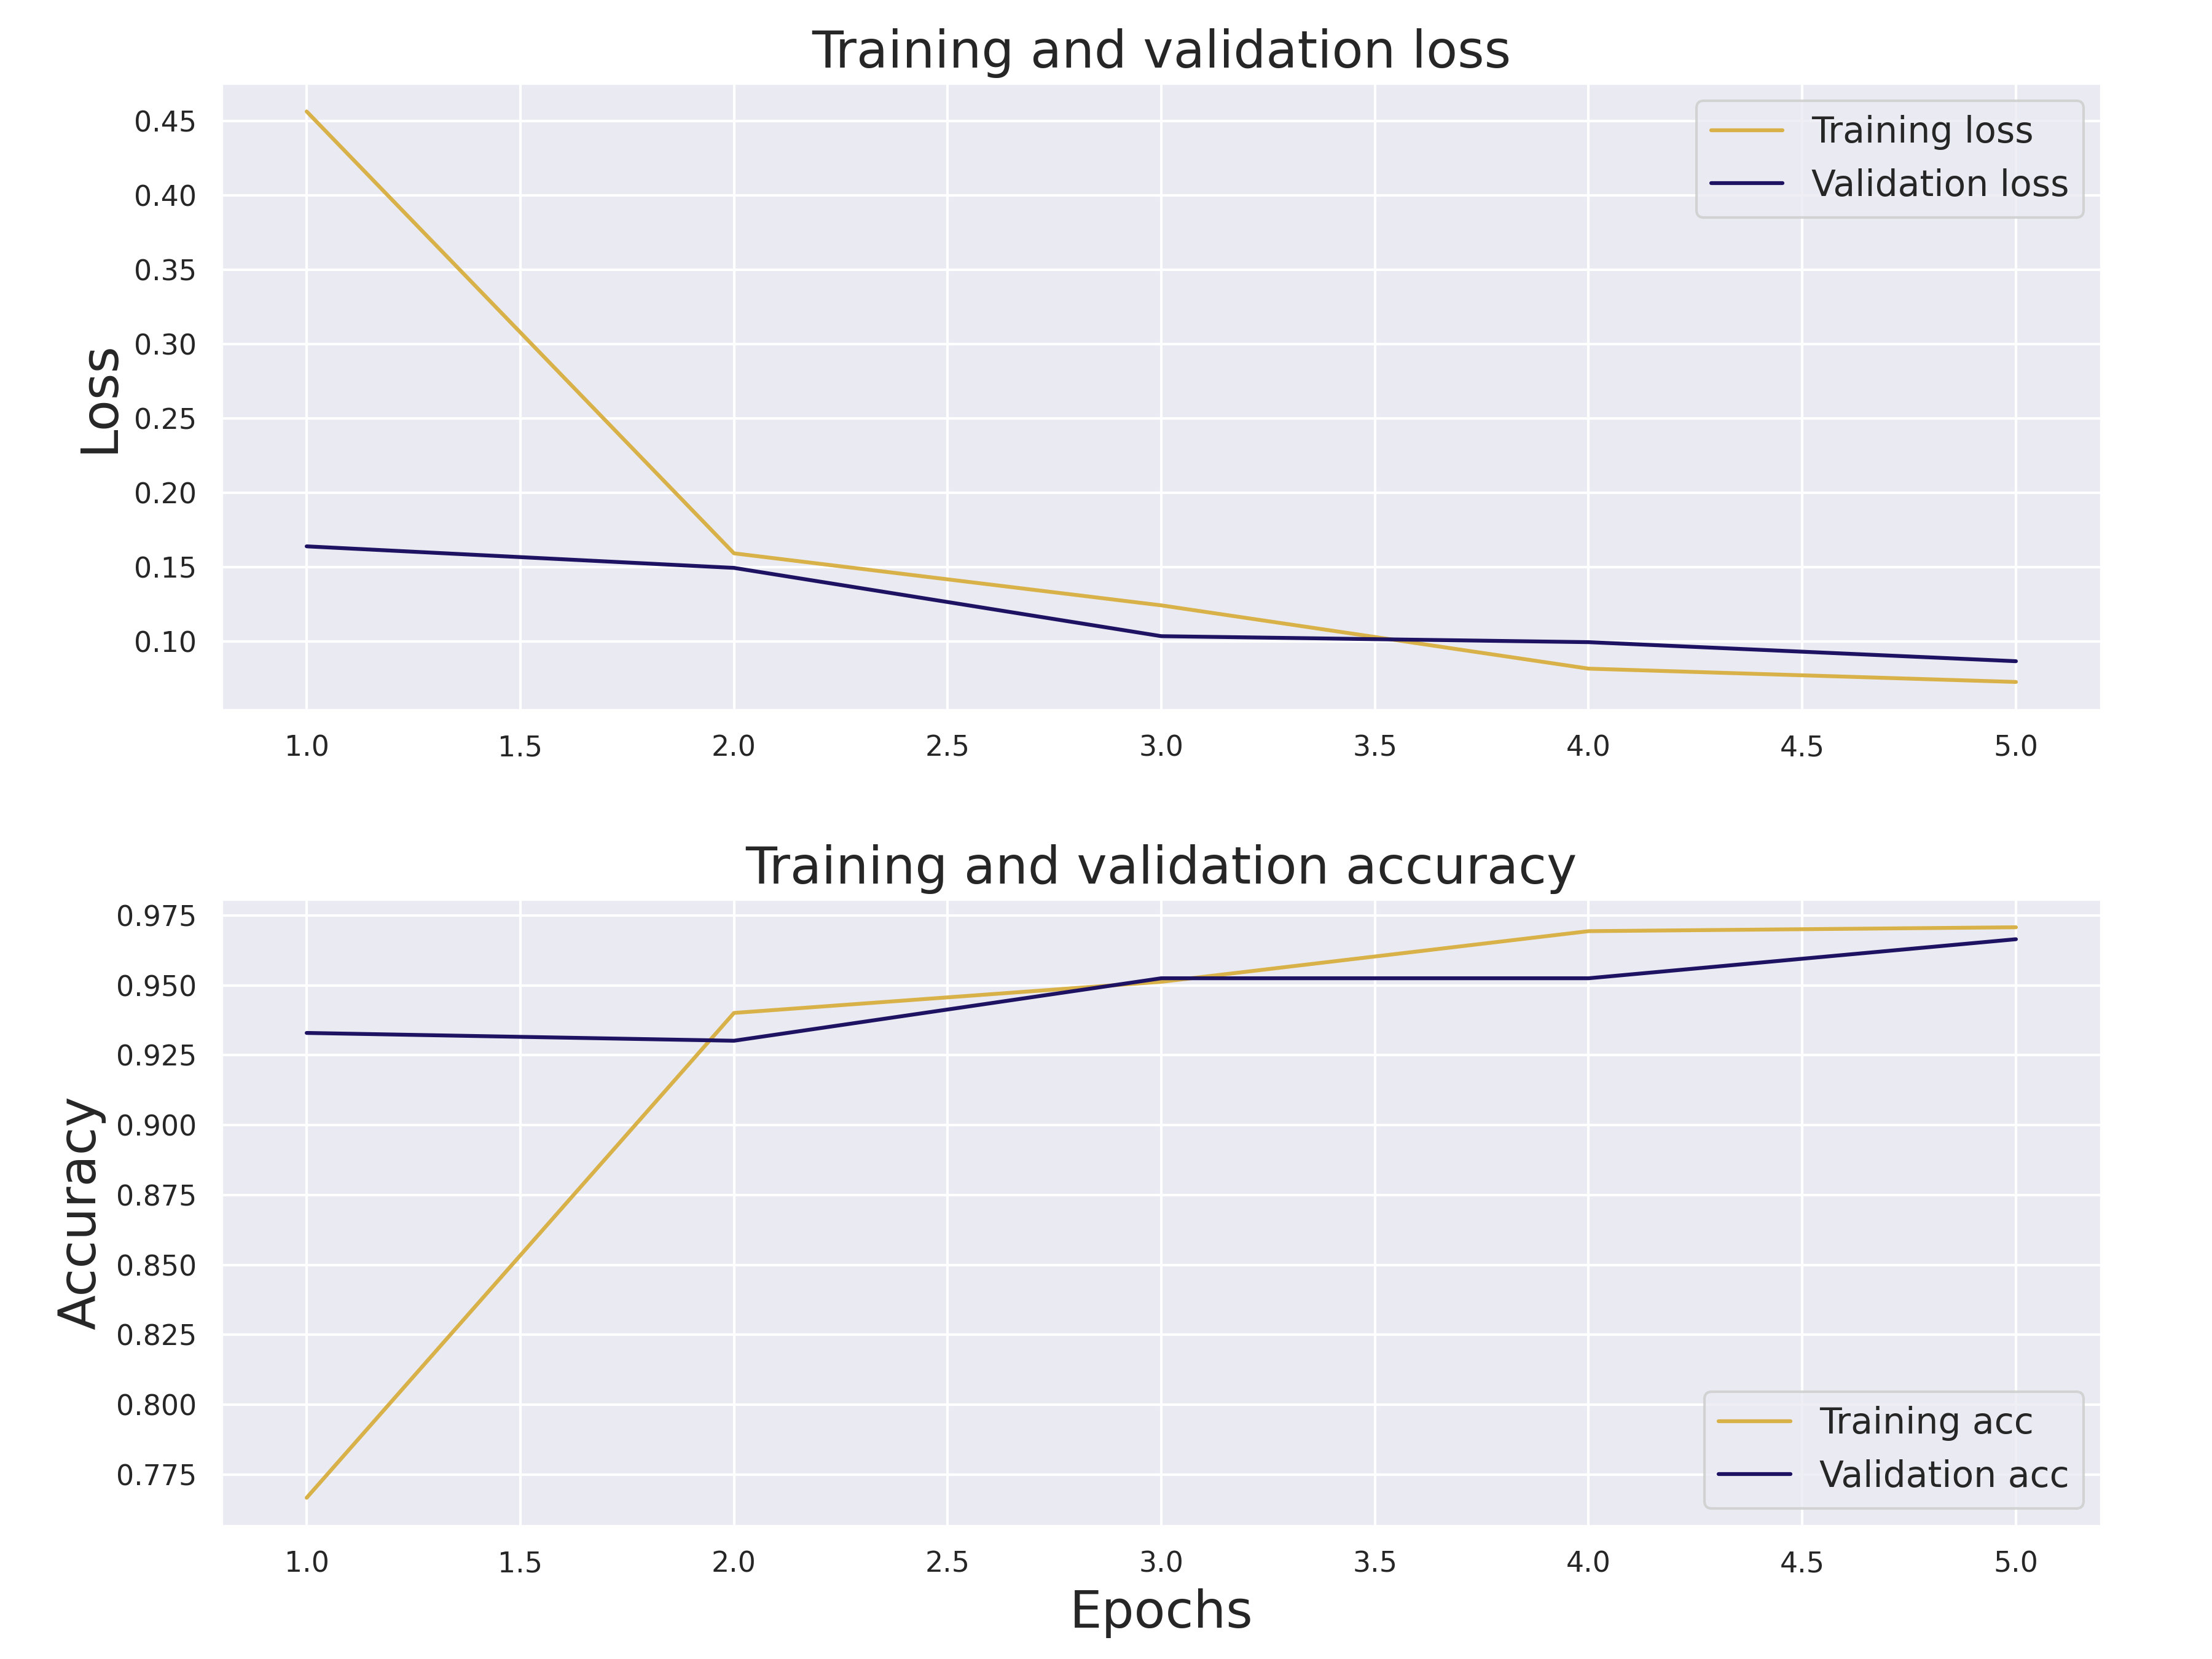 Training and validation loss
0.45
0.40
0.35
0.30
0.25
0.20
0.15
0.10
Loss
Training loss
Validation loss
1.0 1.5 2.0 2.5 3.0 3.5 4.0 4.5 5.0
Training and validation accuracy
0.975
0.950
0.925
0.900
0.875
0.850
0.825
0.800
0.775
Accuracy
Training acc
Validation acc
1.0 1.5 2.0 2.5 3.0 3.5 4.0 4.5 5.0
Epochs